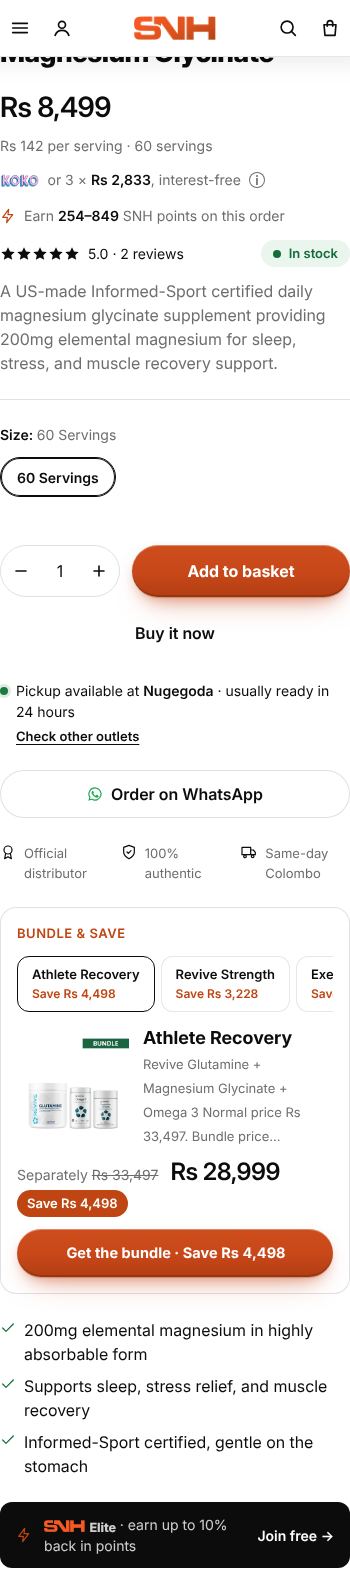 SNH
Magnesium Glycinate
Rs 8,499
Rs 142 per serving · 60 servings
KOKO or 3 × Rs 2,833, interest-free ⓘ
Earn 254–849 SNH points on this order
★★★★★ 5.0 · 2 reviews
In stock
A US-made Informed-Sport certified daily
magnesium glycinate supplement providing
200mg elemental magnesium for sleep,
stress, and muscle recovery support.
Size: 60 Servings
60 Servings
− 1 +
Add to basket
Buy it now
Pickup available at Nugegoda · usually ready in
24 hours
Check other outlets
Order on WhatsApp
Official
distributor
100%
authentic
Same-day
Colombo
BUNDLE & SAVE
Athlete Recovery
Save Rs 4,498
Revive Strength
Save Rs 3,228
Exe
Sav
BUNDLE
REVIVE
GLUTAMINE
Athlete Recovery
Revive Glutamine +
Magnesium Glycinate +
Omega 3 Normal price Rs
33,497. Bundle price...
Separately Rs 33,497 Rs 28,999
Save Rs 4,498
Get the bundle · Save Rs 4,498
200mg elemental magnesium in highly
absorbable form
Supports sleep, stress relief, and muscle
recovery
Informed-Sport certified, gentle on the
stomach
SNH Elite · earn up to 10%
back in points
Join free →